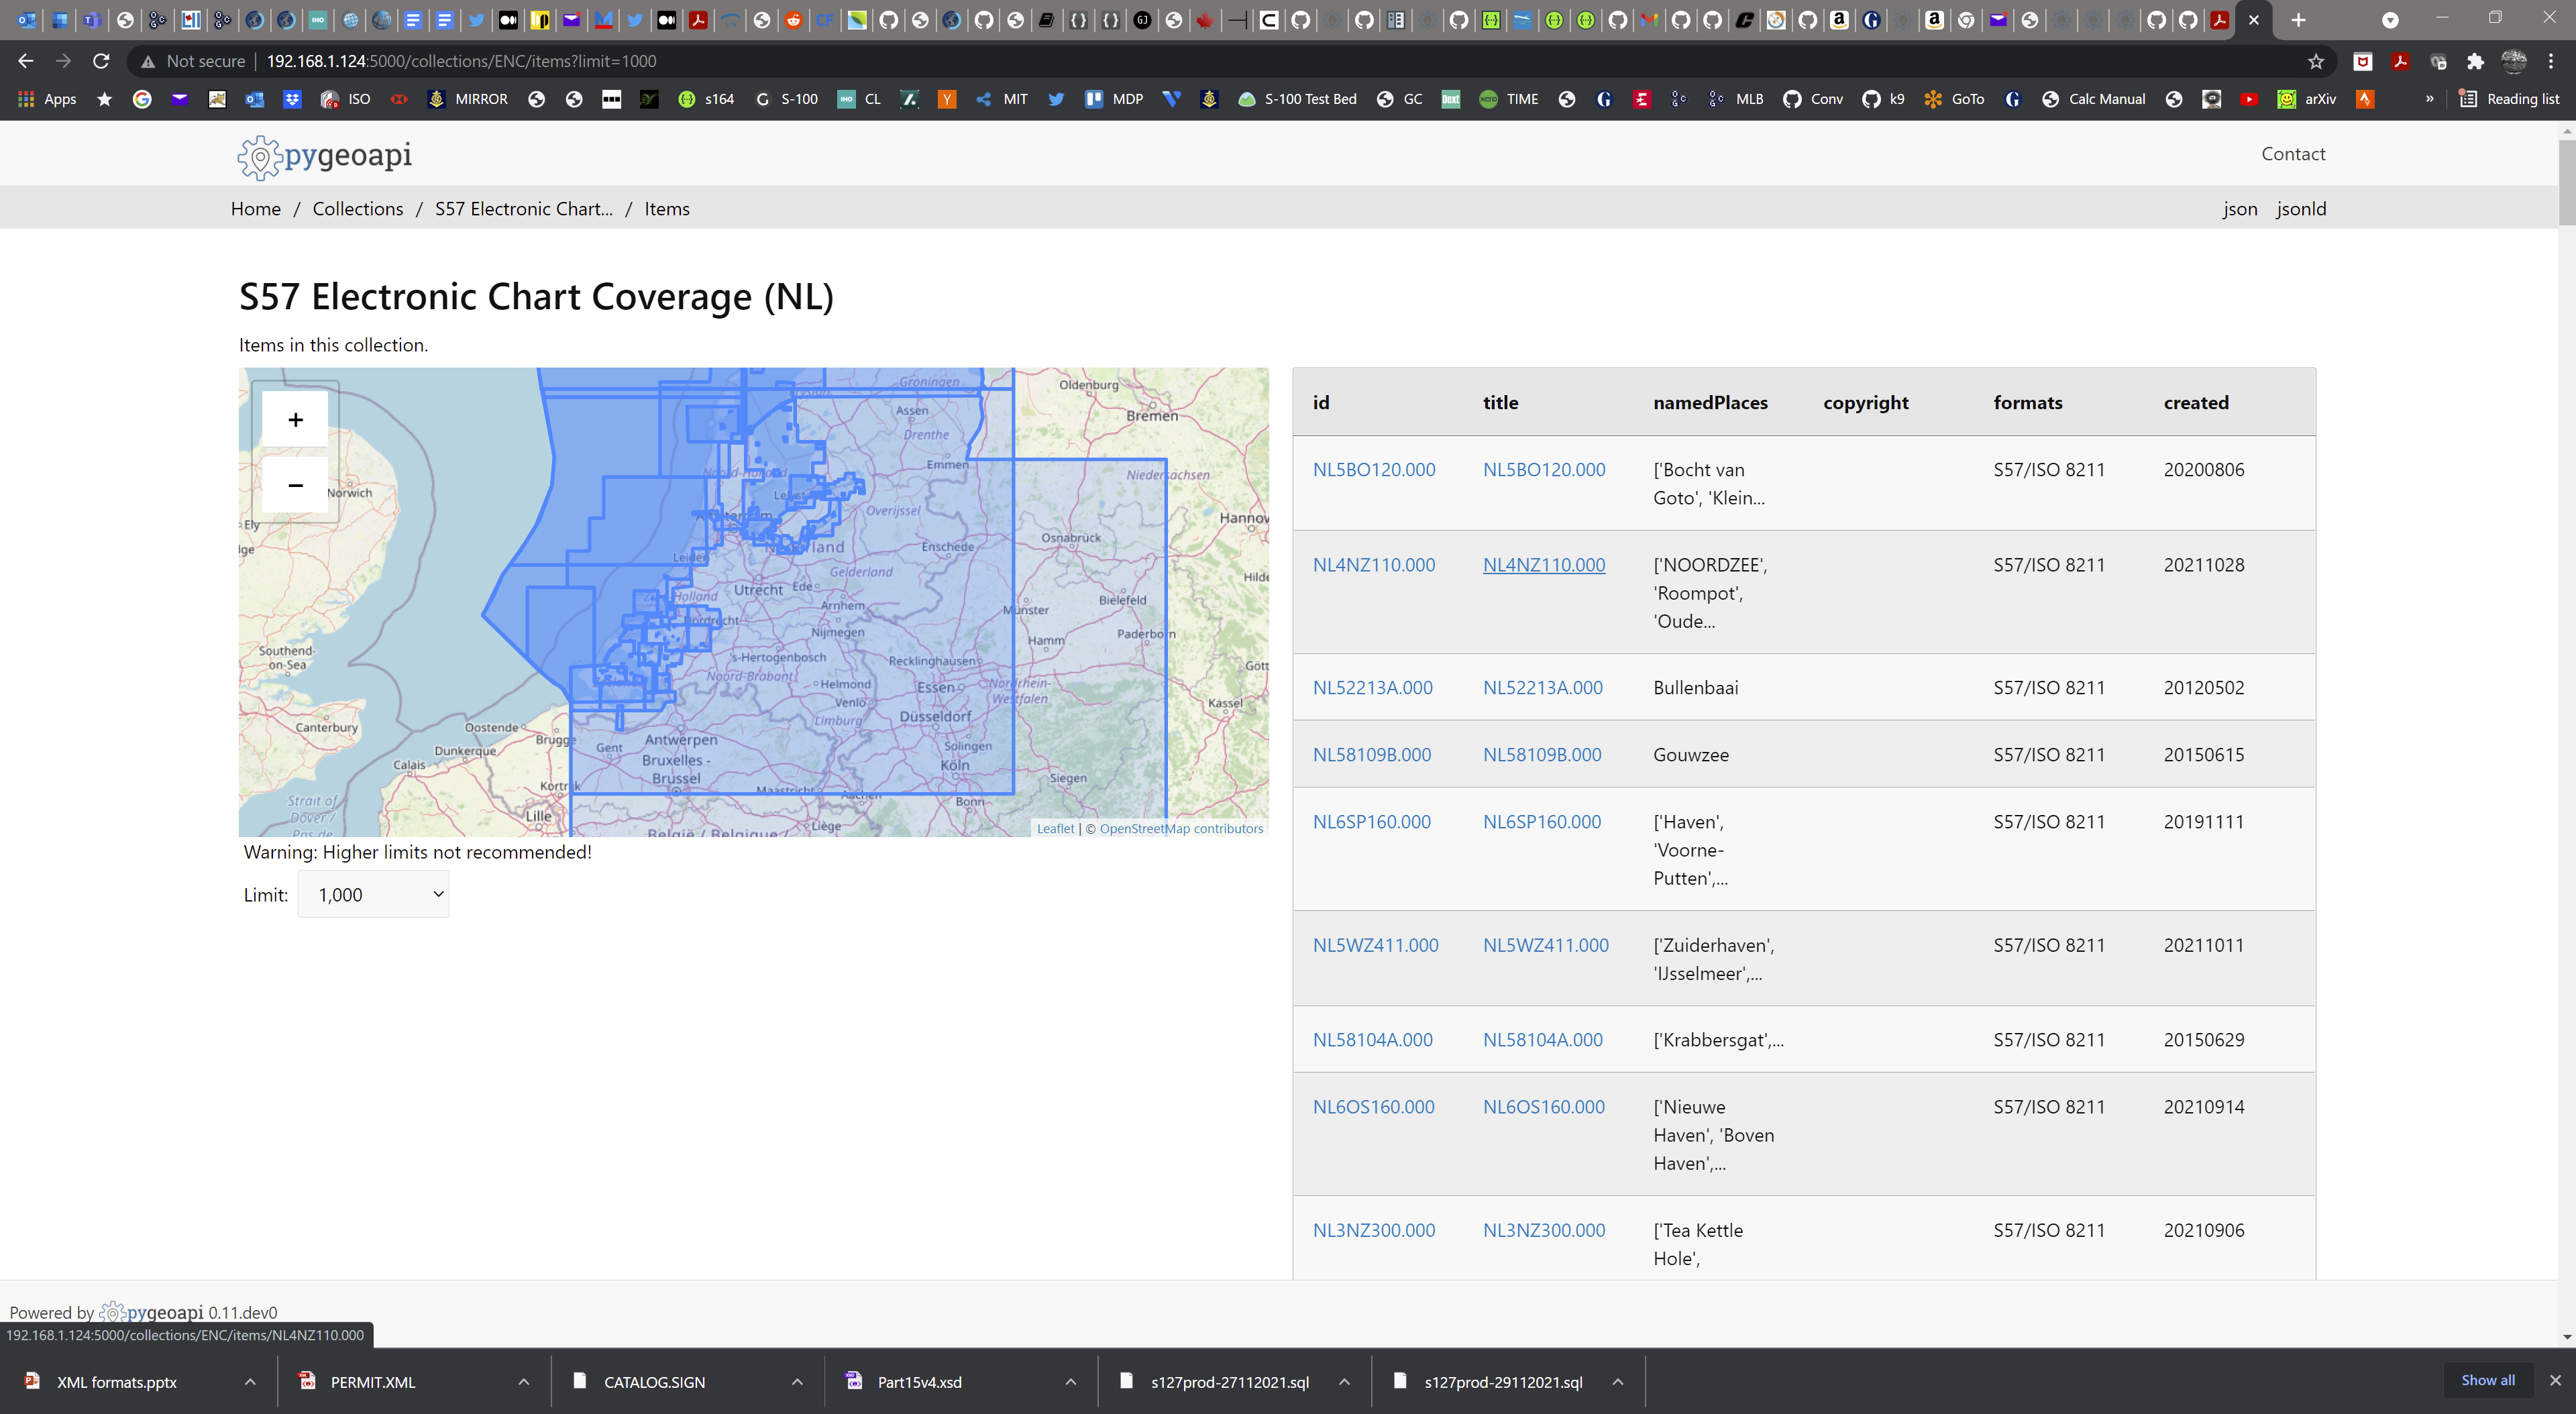 Not secure | 192.168.1.124:5000/collections/ENC/items?limit=1000
Apps ISO MIRROR s164 S-100 CL MIT MDP S-100 Test Bed GC TIME MLB Conv k9 GoTo Calc Manual arXiv » Reading list
pygeoapi
Contact
Home / Collections / S57 Electronic Chart... / Items
json jsonld
S57 Electronic Chart Coverage (NL)
Items in this collection.
+
−
Groningen
Oldenburg
Assen
Bremen
Drenthe
Emmen
Niedersachsen
Norwich
Ely
Overijssel
Hannov
Osnabrück
Enschede
Leiden
Gelderland
Utrecht
Ede
Arnhem
Hilde
Bielefeld
Münster
Holland
Nijmegen
Hamm
Paderborn
Southend-
on-Sea
's-Hertogenbosch
Recklinghausen
Gött
Noord-Brabant
Helmond
Essen
Nordrhein-
Westfalen
Venlo
Kassel
Canterbury
Oostende
Limburg
Düsseldorf
Brugge
Gent
Antwerpen
Solingen
Dunkerque
Bruxelles -
Brussel
Köln
Calais
Siegen
Kortrijk
Maastricht
Aachen
Bonn
Strait of
Dover /
Pas de
Lille
Liège
België / Belgique /
Leaflet | © OpenStreetMap contributors
Warning: Higher limits not recommended!
Limit: 1,000
id title namedPlaces copyright formats created
NL5BO120.000 NL5BO120.000 ['Bocht van S57/ISO 8211 20200806
Goto', 'Klein...
NL4NZ110.000 NL4NZ110.000 ['NOORDZEE', S57/ISO 8211 20211028
'Roompot',
'Oude...
NL52213A.000 NL52213A.000 Bullenbaai S57/ISO 8211 20120502
NL58109B.000 NL58109B.000 Gouwzee S57/ISO 8211 20150615
NL6SP160.000 NL6SP160.000 ['Haven', S57/ISO 8211 20191111
'Voorne-
Putten',...
NL5WZ411.000 NL5WZ411.000 ['Zuiderhaven', S57/ISO 8211 20211011
'IJsselmeer',...
NL58104A.000 NL58104A.000 ['Krabbersgat',... S57/ISO 8211 20150629
NL6OS160.000 NL6OS160.000 ['Nieuwe S57/ISO 8211 20210914
Haven', 'Boven
Haven',...
NL3NZ300.000 NL3NZ300.000 ['Tea Kettle S57/ISO 8211 20210906
Hole',
Powered by pygeoapi 0.11.dev0
192.168.1.124:5000/collections/ENC/items/NL4NZ110.000
XML formats.pptx PERMIT.XML CATALOG.SIGN Part15v4.xsd s127prod-27112021.sql s127prod-29112021.sql Show all